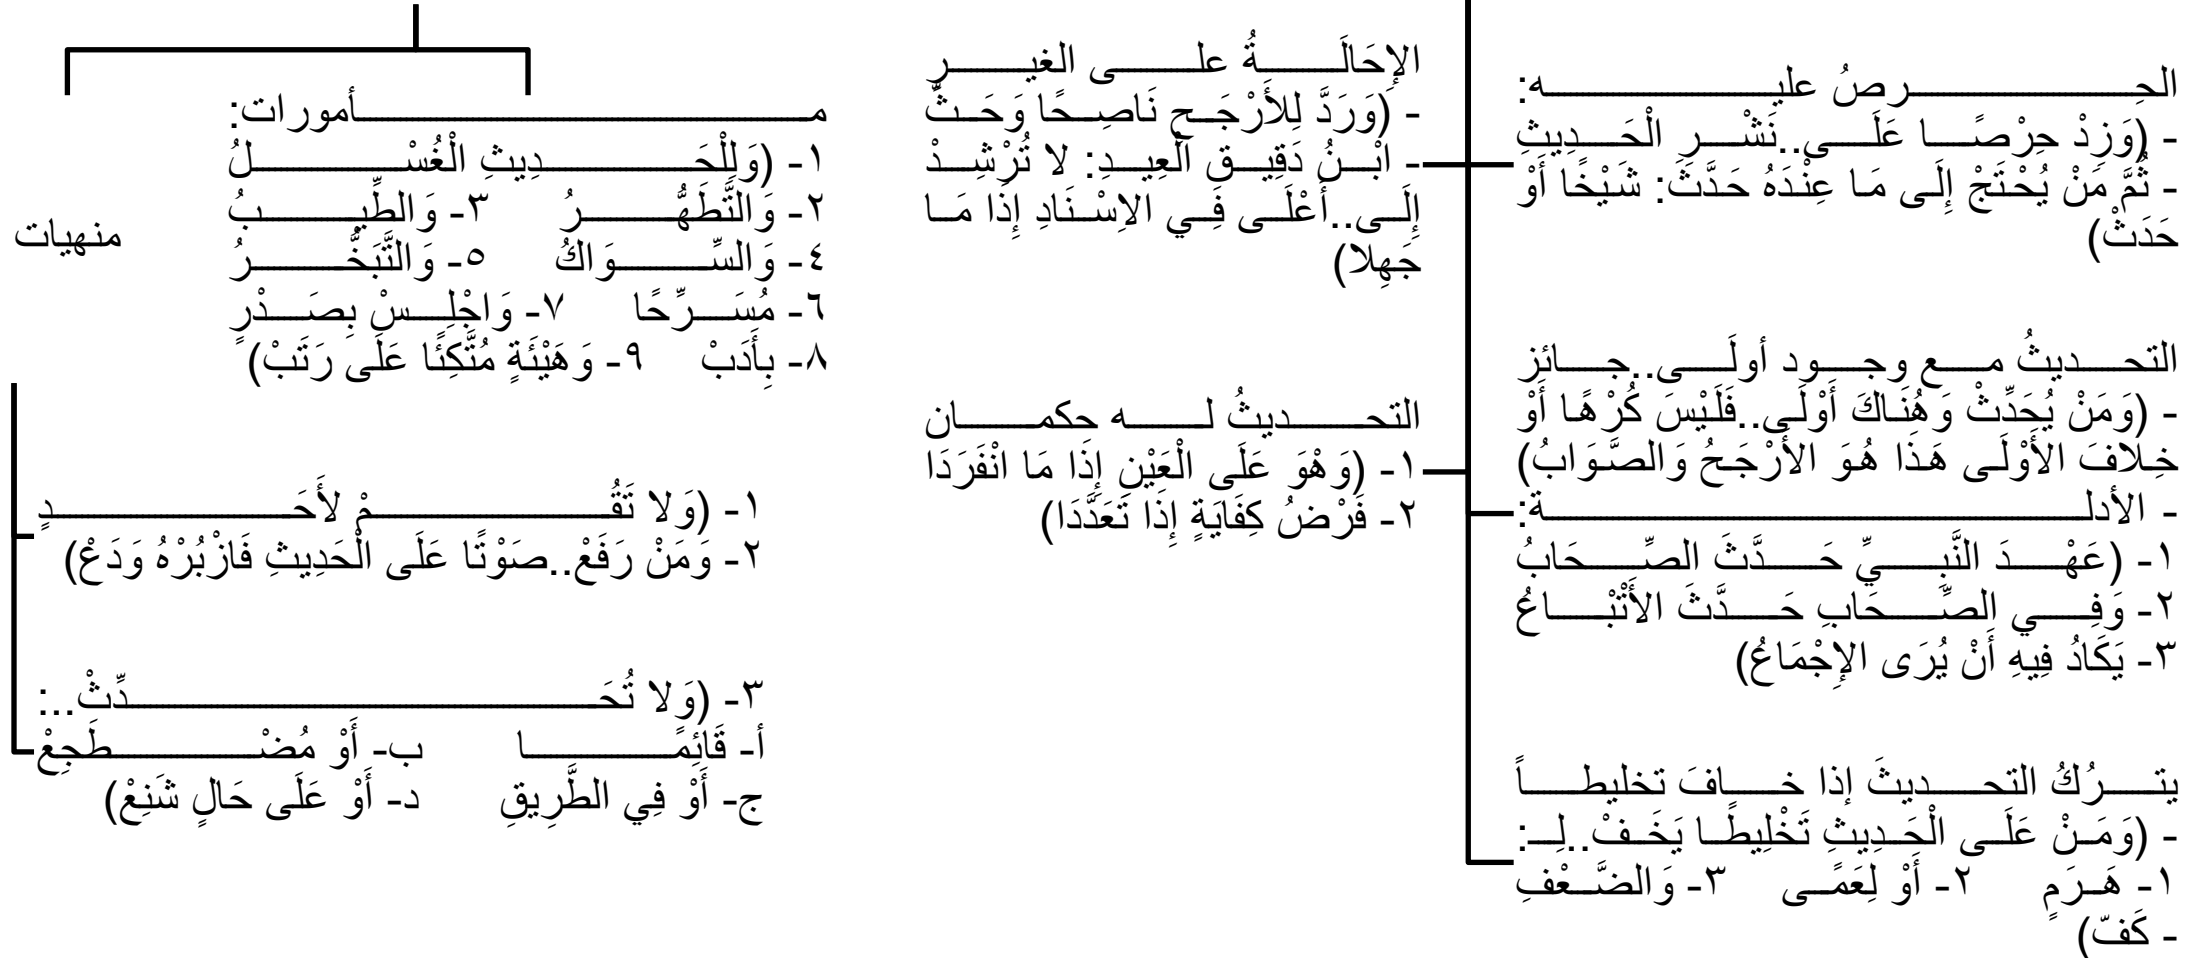 الحِرصُ عليه:
- (وَزِدْ حِرْصًا عَلَى..نَشْرِ الْحَدِيثِ
- ثُمَّ مَنْ يُحْتَجْ إِلَى مَا عِنْدَهُ حَدَّثَ: شَيْخًا أَوْ
حَدَثْ)
التحديثُ مع وجود أولَى..جائز
- (وَمَنْ يُحَدِّثْ وَهُنَاكَ أَوْلَى..فَلَيْسَ كُرْهًا أَوْ
خِلافَ الأَوْلَى هَذَا هُوَ الأَرْجَحُ وَالصَّوَابُ)
- الأدلة:
١- (عَهْدَ النَّبِيِّ حَدَّثَ الصِّحَابُ
٢- وَفِي الصِّحَابِ حَدَّثَ الأَتْبَاعُ
٣- يَكَادُ فِيهِ أَنْ يُرَى الإِجْمَاعُ)
يتركُ التحديثَ إذا خافَ تخليطاً
- (وَمَنْ عَلَى الْحَدِيثِ تَخْلِيطًا يَخَفْ..لِـ:
١- هَرَمٍ ٢- أَوْ لِعَمًى ٣- وَالضَّعْفِ
- كَفّ)
الإِحَالَةُ على الغير
- (وَرَدَّ لِلأَرْجَحِ نَاصِحًا وَحَثّْ
- ابْنُ دَقِيقِ الْعِيدِ: لا تُرْشِدْ
إِلَى..أَعْلَى فِي الاِسْنَادِ إِذَا مَا
جَهِلا)
التحديثُ له حكمان
١- (وَهْوَ عَلَى الْعَيْنِ إِذَا مَا انْفَرَدَا
٢- فَرْضُ كِفَايَةٍ إِذَا تَعَدَّدَا)
مأمورات:
١- (وَلِلْحَدِيثِ الْغُسْلُ
٢- وَالتَّطَهُّرُ ٣- وَالطِّيبُ
٤- وَالسِّوَاكُ ٥- وَالتَّبَخُّرُ
٦- مُسَرِّحًا ٧- وَاجْلِسْ بِصَدْرٍ
٨- بِأَدَبْ ٩- وَهَيْئَةٍ مُتَّكِئًا عَلَى رَتَبْ)
منهيات
١- (وَلا تَقُمْ لأَحَدٍ
٢- وَمَنْ رَفَعْ..صَوْتًا عَلَى الْحَدِيثِ فَازْبُرْهُ وَدَعْ)
٣- (وَلا تُحَدِّثْ..:
أ- قَائِمًا ب- أَوْ مُضْطَجِعْ
ج- أَوْ فِي الطَّرِيقِ د- أَوْ عَلَى حَالٍ شَنِعْ)